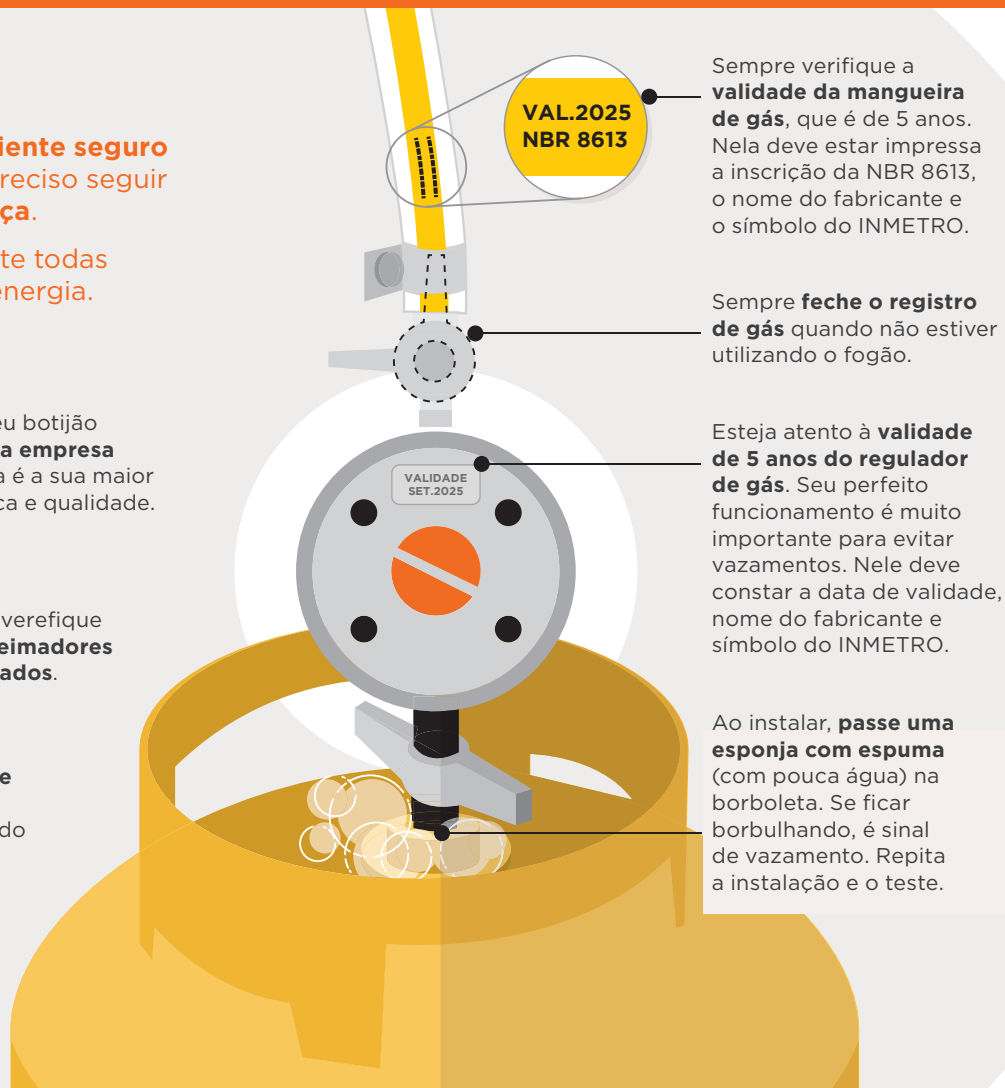 iente seguro
reciso seguir
ça.
te todas
energia.
eu botijão
a empresa
a é a sua maior
ça e qualidade.
verefique
eimadores
ados.
e
do
VAL.2025
NBR 8613
VALIDADE
SET.2025
Sempre verifique a
validade da mangueira
de gás, que é de 5 anos.
Nela deve estar impressa
a inscrição da NBR 8613,
o nome do fabricante e
o símbolo do INMETRO.
Sempre feche o registro
de gás quando não estiver
utilizando o fogão.
Esteja atento à validade
de 5 anos do regulador
de gás. Seu perfeito
funcionamento é muito
importante para evitar
vazamentos. Nele deve
constar a data de validade,
nome do fabricante e
símbolo do INMETRO.
Ao instalar, passe uma
esponja com espuma
(com pouca água) na
borboleta. Se ficar
borbulhando, é sinal
de vazamento. Repita
a instalação e o teste.